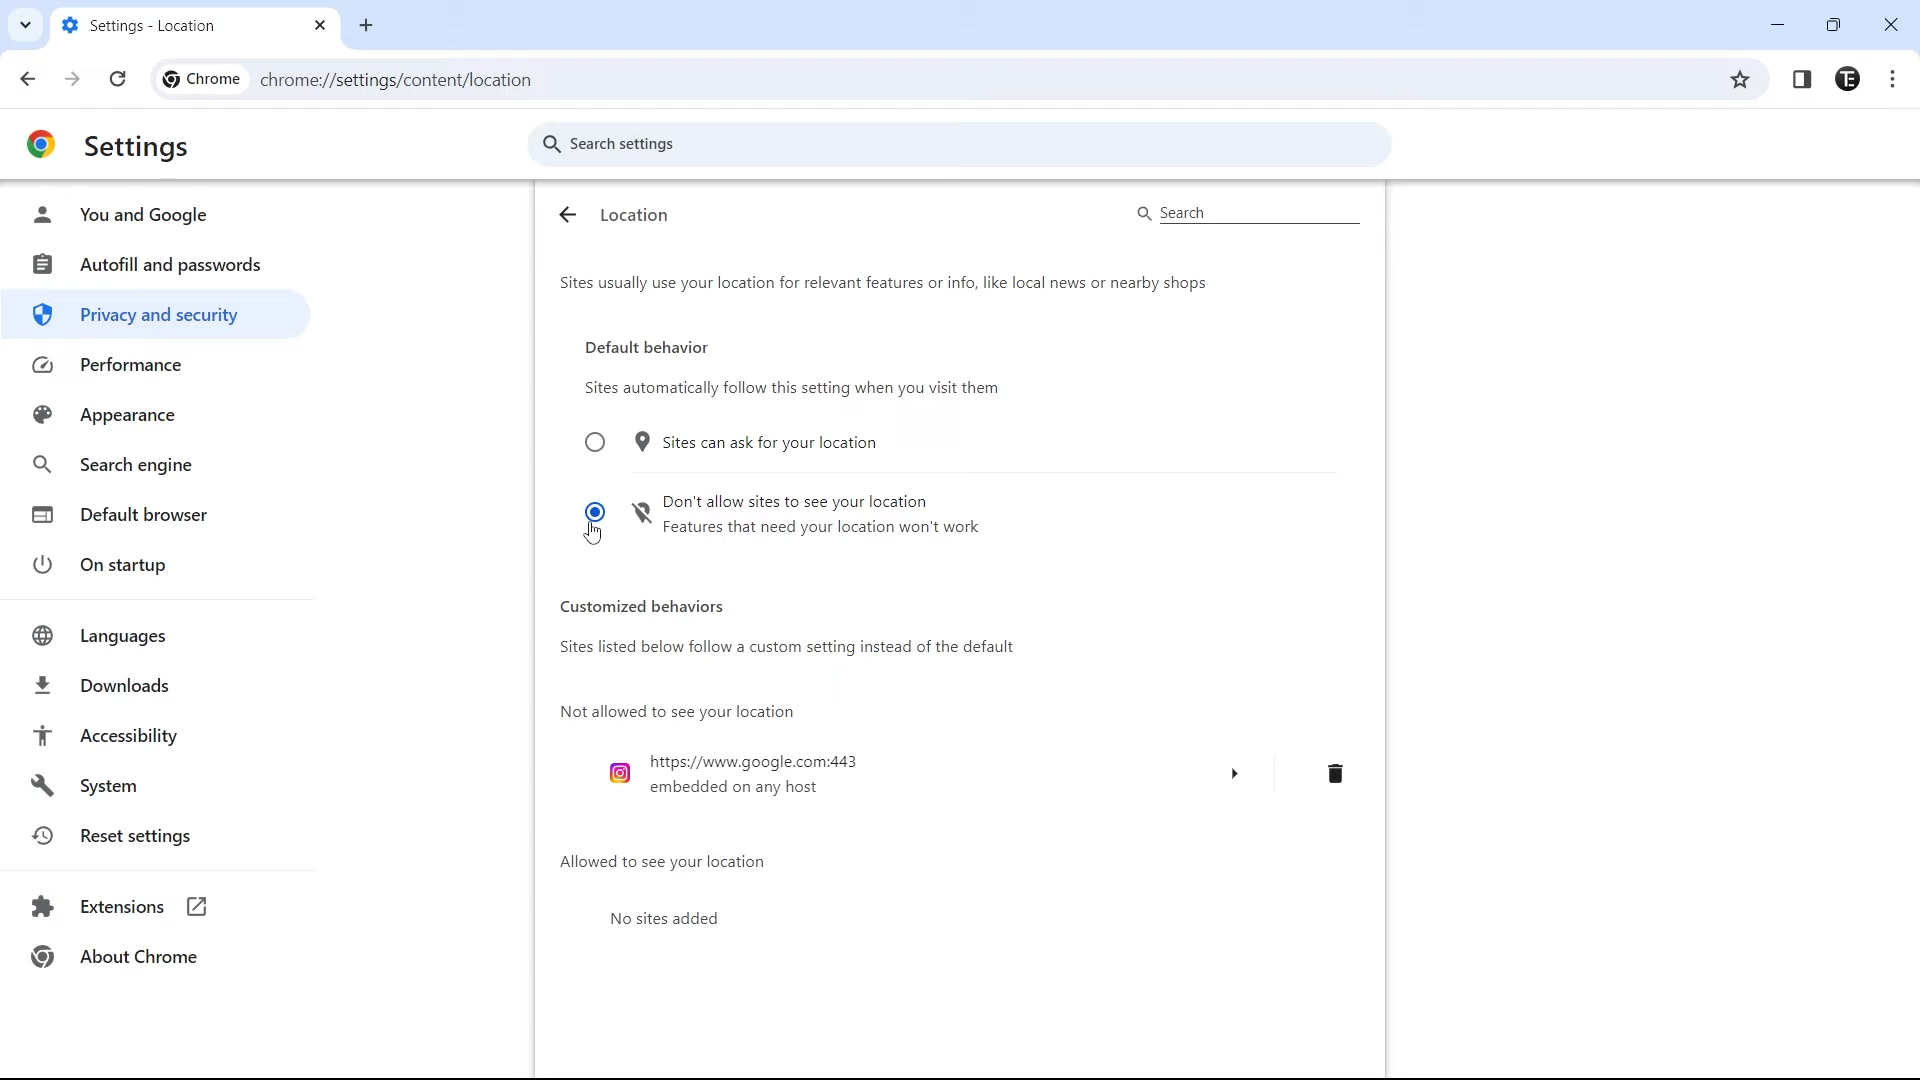 Settings - Location
Chrome
chrome://settings/content/location
TE
Settings
Search settings
You and Google
Autofill and passwords
Privacy and security
Performance
Appearance
Search engine
Default browser
On startup
Languages
Downloads
Accessibility
System
Reset settings
Extensions
About Chrome
Location
Search
Sites usually use your location for relevant features or info, like local news or nearby shops
Default behavior
Sites automatically follow this setting when you visit them
Sites can ask for your location
Don't allow sites to see your location
Features that need your location won't work
Customized behaviors
Sites listed below follow a custom setting instead of the default
Not allowed to see your location
https://www.google.com:443
embedded on any host
Allowed to see your location
No sites added